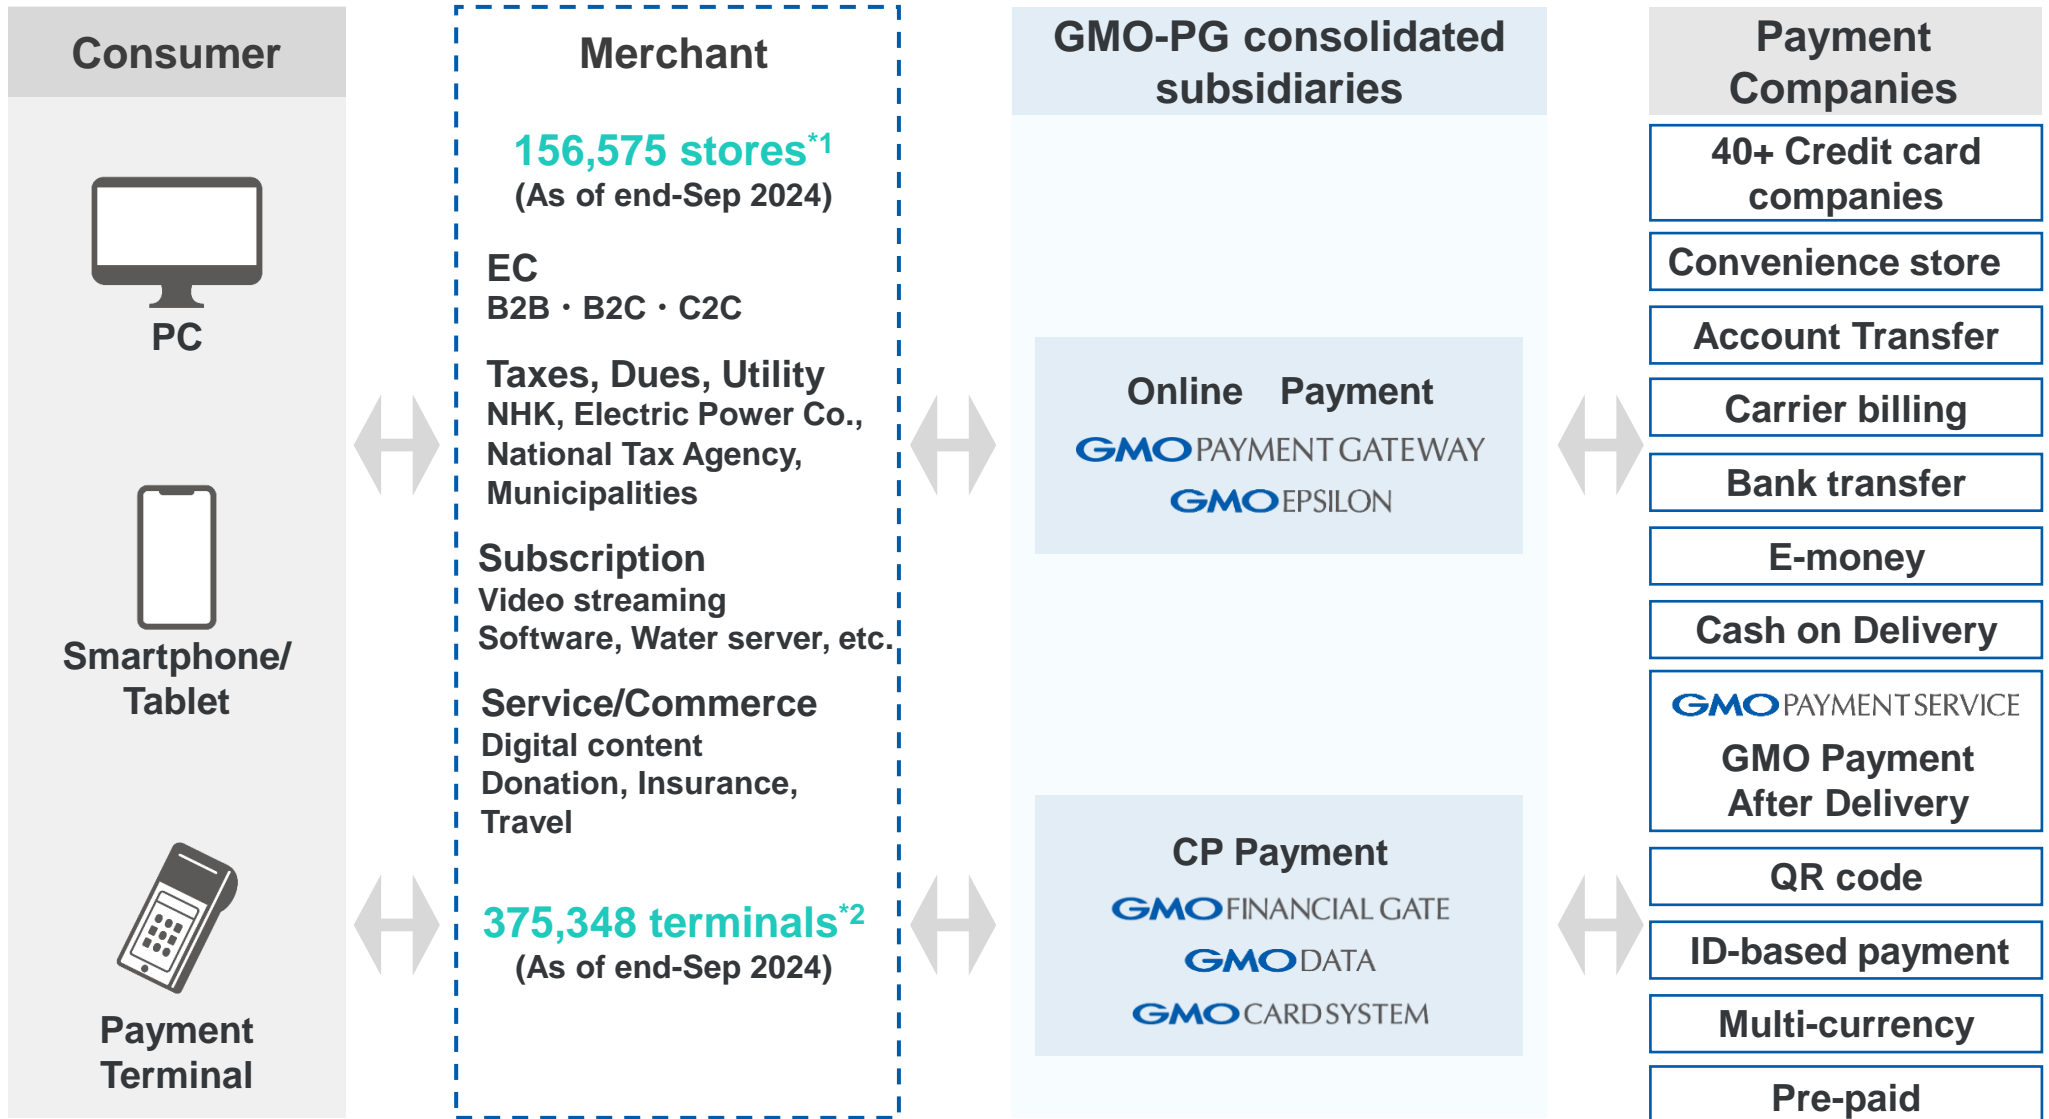 Consumer
PC
Smartphone/
Tablet
Payment
Terminal
Merchant
156,575 stores*1
(As of end-Sep 2024)
EC
B2B・B2C・C2C
Taxes, Dues, Utility
NHK, Electric Power Co.,
National Tax Agency,
Municipalities
Subscription
Video streaming
Software, Water server, etc.
Service/Commerce
Digital content
Donation, Insurance,
Travel
375,348 terminals*2
(As of end-Sep 2024)
GMO-PG consolidated
subsidiaries
Online Payment
GMO PAYMENT GATEWAY
GMO EPSILON
CP Payment
GMO FINANCIAL GATE
GMO DATA
GMO CARD SYSTEM
Payment
Companies
40+ Credit card
companies
Convenience store
Account Transfer
Carrier billing
Bank transfer
E-money
Cash on Delivery
GMO PAYMENT SERVICE
GMO Payment
After Delivery
QR code
ID-based payment
Multi-currency
Pre-paid